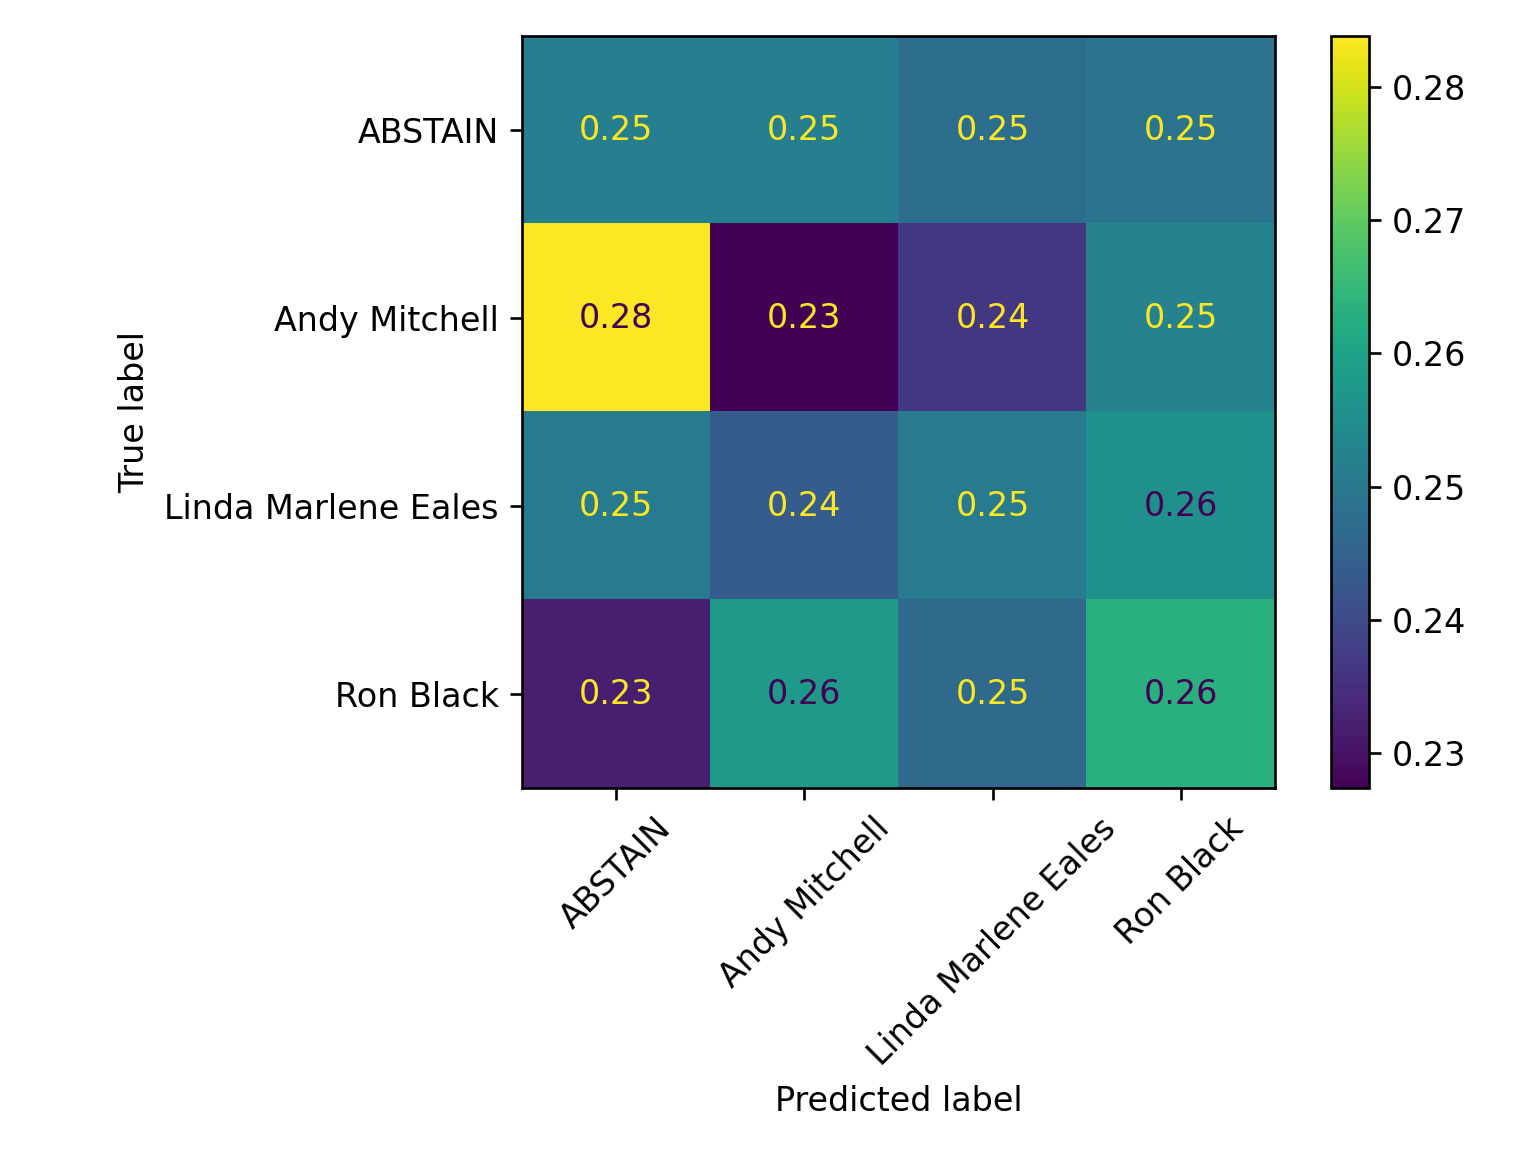 ABSTAIN
0.25 0.25 0.25 0.25
Andy Mitchell
0.28 0.23 0.24 0.25
Linda Marlene Eales
0.25 0.24 0.25 0.26
Ron Black
0.23 0.26 0.25 0.26
True label
ABSTAIN
Andy Mitchell
Linda Marlene Eales
Ron Black
Predicted label
0.28
0.27
0.26
0.25
0.24
0.23